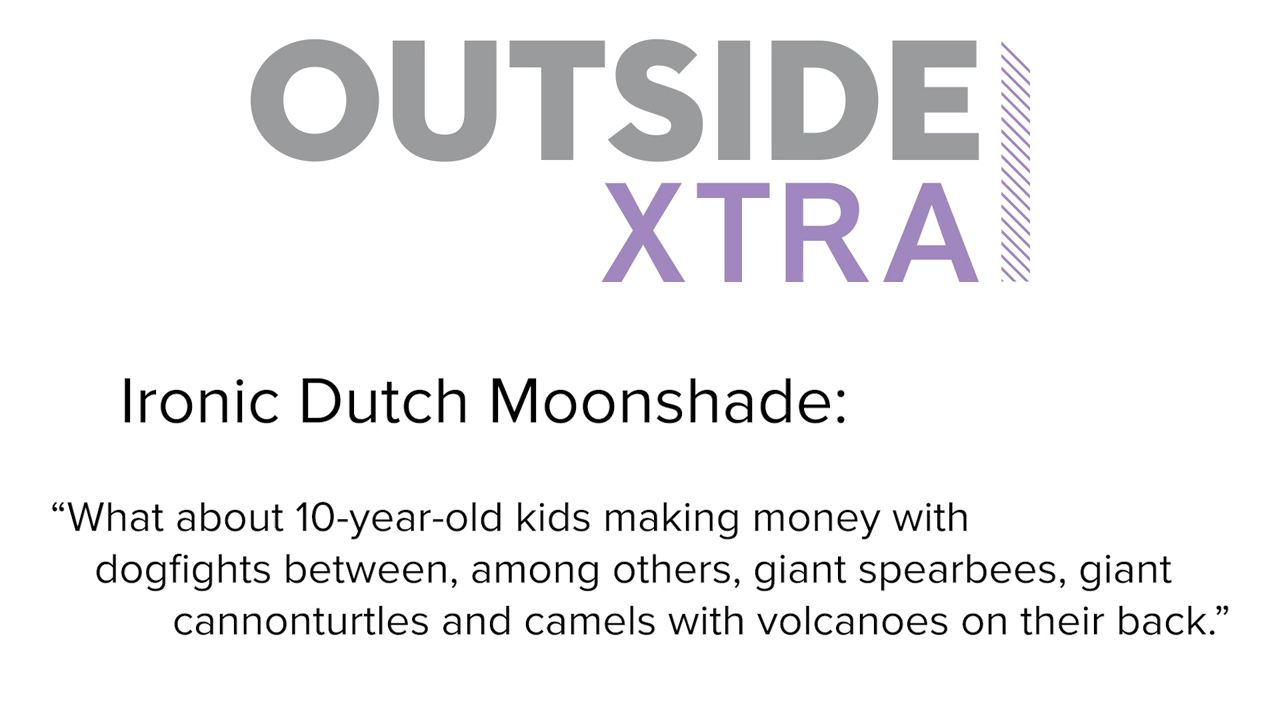 OUTSIDE
XTRA
Ironic Dutch Moonshade:
“What about 10-year-old kids making money with
dogfights between, among others, giant spearbees, giant
cannonturtles and camels with volcanoes on their back.”